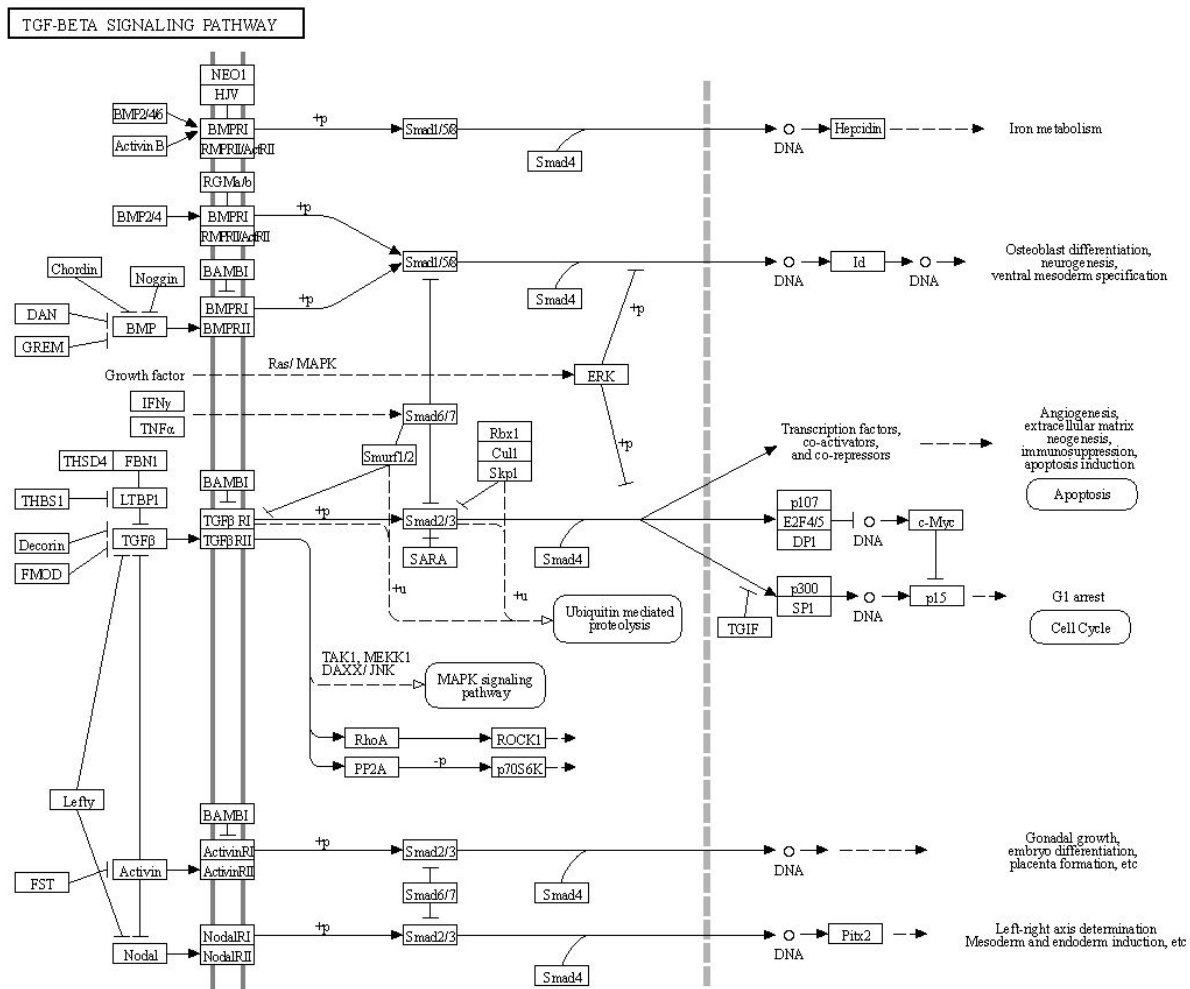 TGF-BETA SIGNALING PATHWAY
NEO1
HJV
BMP2/4/6
Activin B
BMPRI
RMPRII/ActRII
+p
Smad1/5/8
Smad4
DNA
Hepcidin
Iron metabolism
RGMa/b
BMP2/4
BMPRI
RMPRII/ActRII
+p
BAMBI
Chordin
Noggin
DAN
GREM
BMP
BMPRI
BMPRII
+p
Smad1/5/8
Smad4
+p
DNA
Id
DNA
Osteoblast differentiation,
neurogenesis,
ventral mesoderm specification
Growth factor
Ras/ MAPK
ERK
+p
IFNγ
TNFα
Smad6/7
Smurf1/2
Rbx1
Cul1
Skp1
Transcription factors,
co-activators,
and co-repressors
Angiogenesis,
extracellular matrix
neogenesis,
immunosuppression,
apoptosis induction
Apoptosis
THSD4
FBN1
THBS1
LTBP1
BAMBI
Decorin
FMOD
TGFβ
TGFβ RI
TGFβ RII
+p
Smad2/3
SARA
Smad4
p107
E2F4/5
DP1
DNA
c-Myc
p300
SP1
TGIF
DNA
p15
G1 arrest
Cell Cycle
+u
+u
Ubiquitin mediated
proteolysis
TAK1, MEKK1
DAXX/ JNK
MAPK signaling
pathway
RhoA
ROCK1
PP2A
-p
p70S6K
Lefty
BAMBI
FST
Activin
ActivinRI
ActivinRII
+p
Smad2/3
Smad4
DNA
Gonadal growth,
embryo differentiation,
placenta formation, etc
Smad6/7
Nodal
NodalRI
NodalRII
+p
Smad2/3
Smad4
DNA
Pitx2
Left-right axis determination
Mesoderm and endoderm induction, etc